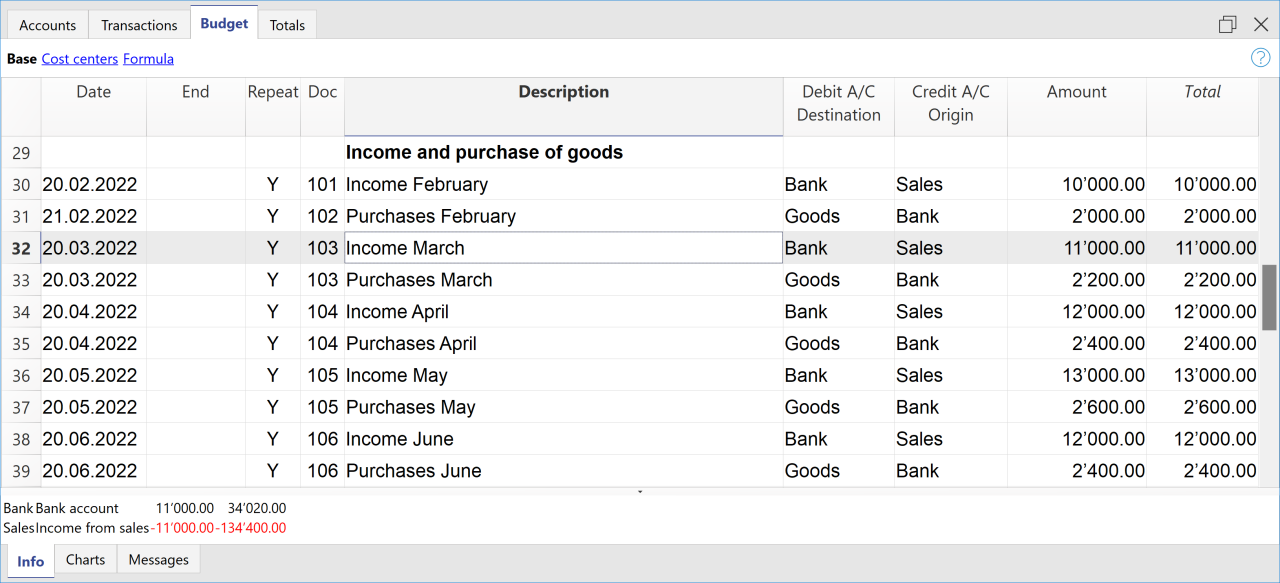 Accounts Transactions Budget Totals
Base Cost centers Formula ?
Date End Repeat Doc Description Debit A/C Credit A/C Amount Total
Destination Origin
29 Income and purchase of goods
30 20.02.2022 Y 101 Income February Bank Sales 10’000.00 10’000.00
31 21.02.2022 Y 102 Purchases February Goods Bank 2’000.00 2’000.00
32 20.03.2022 Y 103 Income March Bank Sales 11’000.00 11’000.00
33 20.03.2022 Y 103 Purchases March Goods Bank 2’200.00 2’200.00
34 20.04.2022 Y 104 Income April Bank Sales 12’000.00 12’000.00
35 20.04.2022 Y 104 Purchases April Goods Bank 2’400.00 2’400.00
36 20.05.2022 Y 105 Income May Bank Sales 13’000.00 13’000.00
37 20.05.2022 Y 105 Purchases May Goods Bank 2’600.00 2’600.00
38 20.06.2022 Y 106 Income June Bank Sales 12’000.00 12’000.00
39 20.06.2022 Y 106 Purchases June Goods Bank 2’400.00 2’400.00
Bank Bank account 11’000.00 34’020.00
Sales Income from sales -11’000.00 -134’400.00
Info Charts Messages